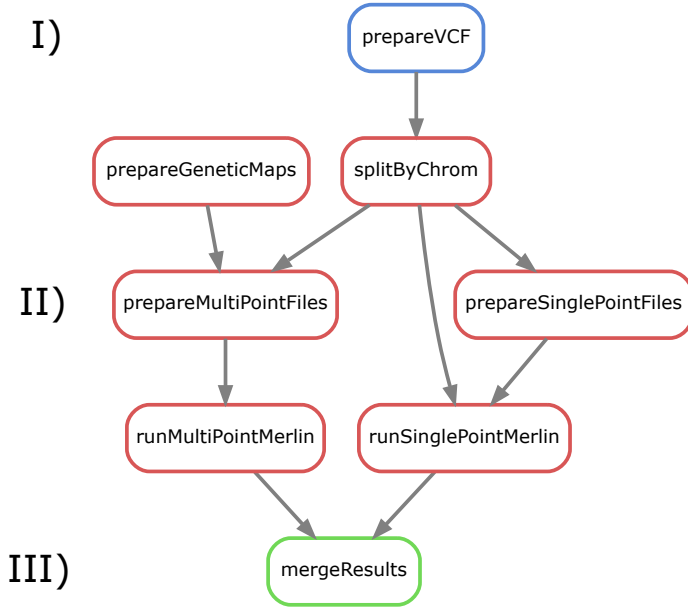 I)
prepareVCF
prepareGeneticMaps
splitByChrom
II)
prepareMultiPointFiles
prepareSinglePointFiles
runMultiPointMerlin
runSinglePointMerlin
III)
mergeResults